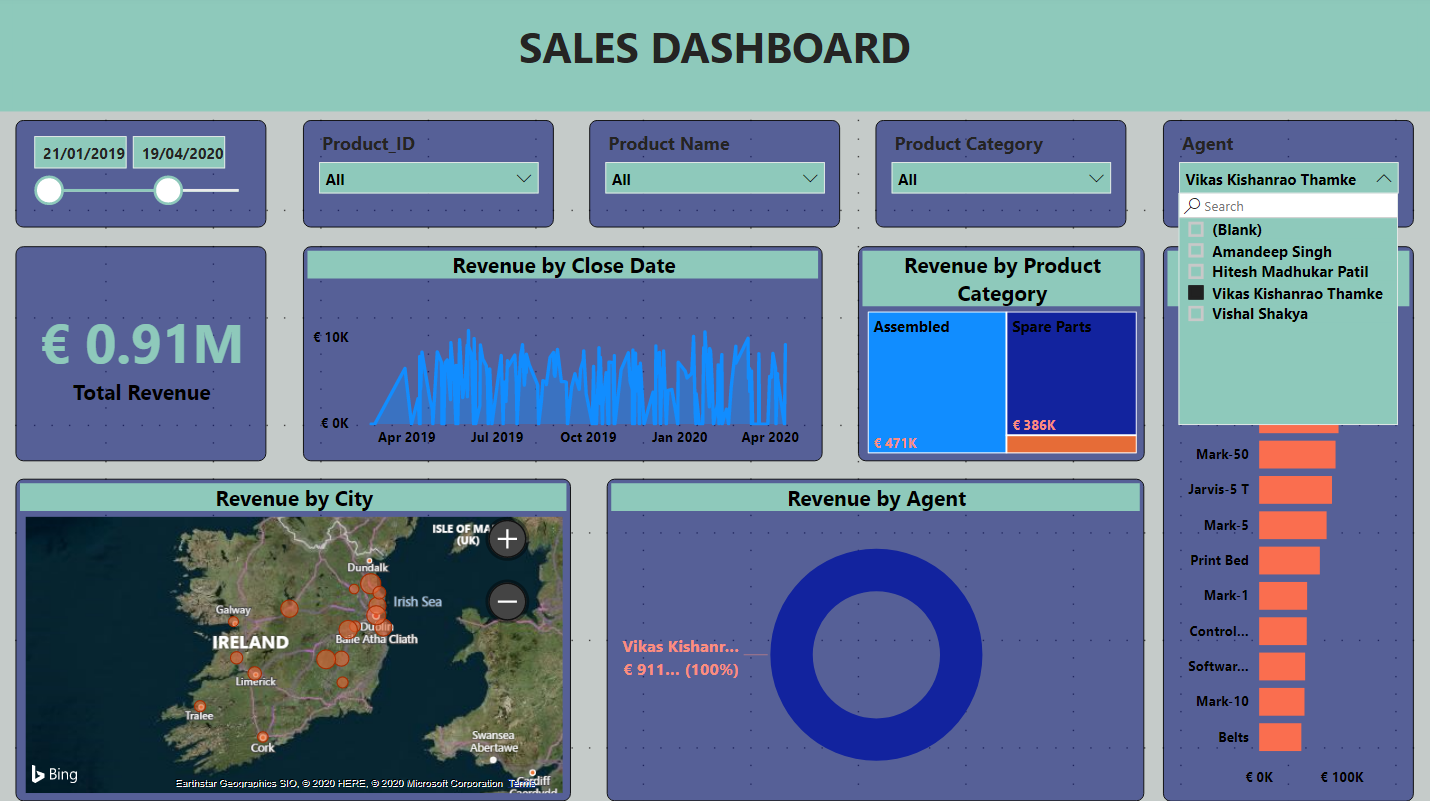 SALES DASHBOARD
21/01/2019
19/04/2020
Product_ID
All
Product Name
All
Product Category
All
Agent
Vikas Kishanrao Thamke
Search
(Blank)
Amandeep Singh
Hitesh Madhukar Patil
Vikas Kishanrao Thamke
Vishal Shakya
€ 0.91M
Total Revenue
Revenue by Close Date
€ 10K
€ 0K
Apr 2019
Jul 2019
Oct 2019
Jan 2020
Apr 2020
Revenue by Product
Category
Assembled
€ 471K
Spare Parts
€ 386K
Mark-50
Jarvis-5 T
Mark-5
Print Bed
Mark-1
Control...
Softwar...
Mark-10
Belts
€ 0K
€ 100K
Revenue by City
ISLE OF MA
(UK)
Dundalk
Irish Sea
Galway
Dublin
Baile Atha Cliath
IRELAND
Limerick
Tralee
Cork
Swansea
Abertawe
Cardiff
Caerdydd
Bing
Earthstar Geographics SIO, © 2020 HERE, © 2020 Microsoft Corporation Terms
Revenue by Agent
Vikas Kishanr...
€ 911... (100%)